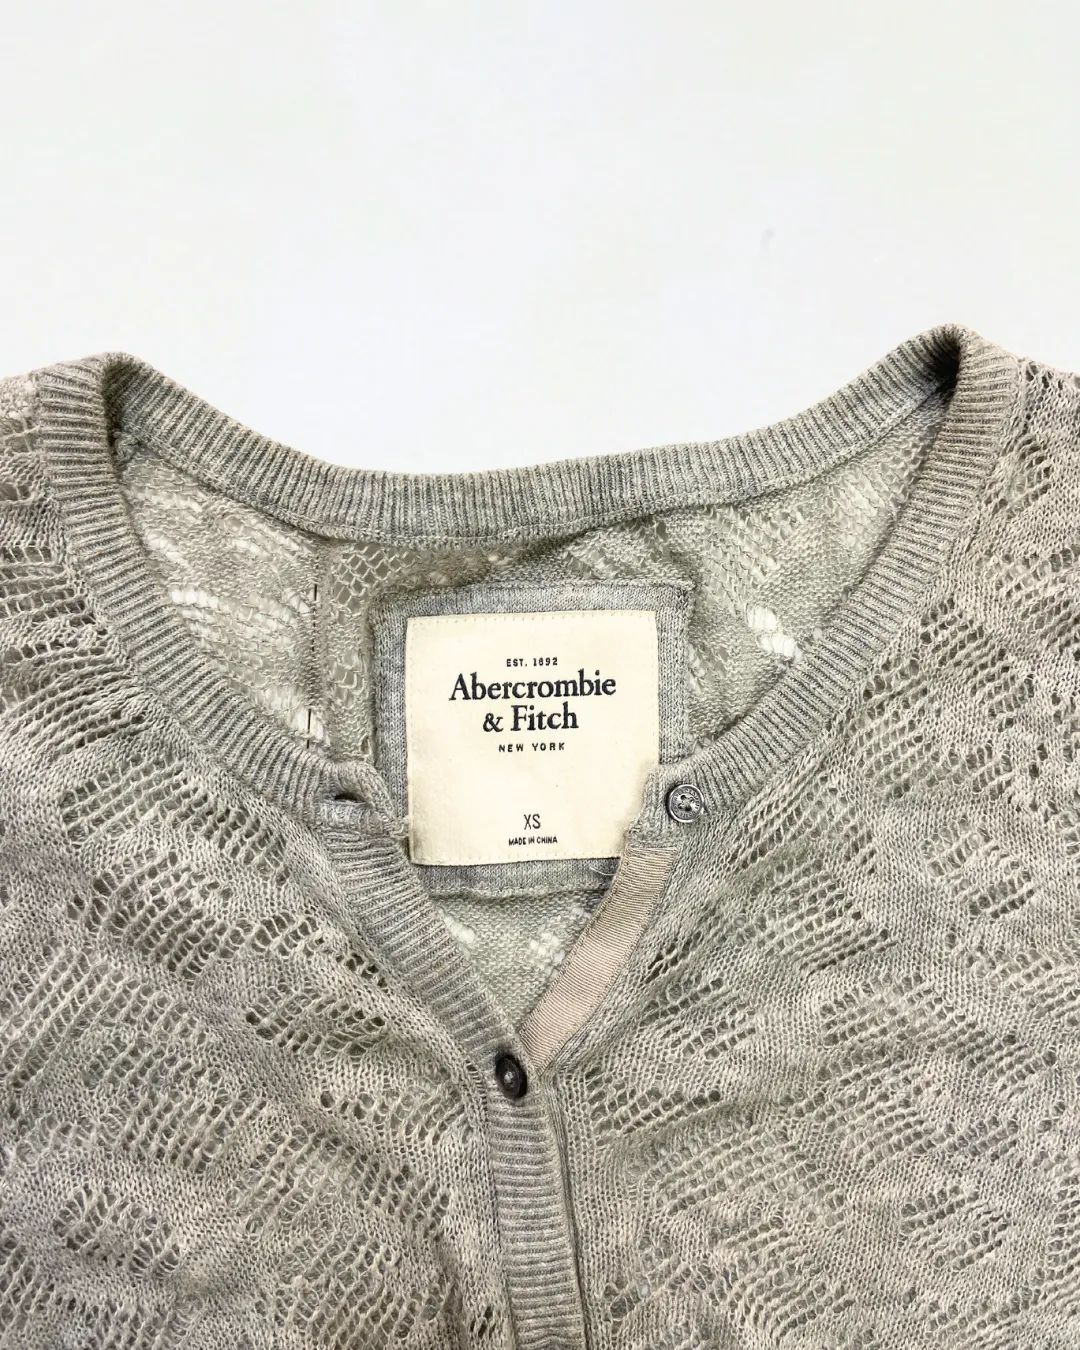 EST. 1892
Abercrombie
& Fitch
NEW YORK
XS
MADE IN CHINA